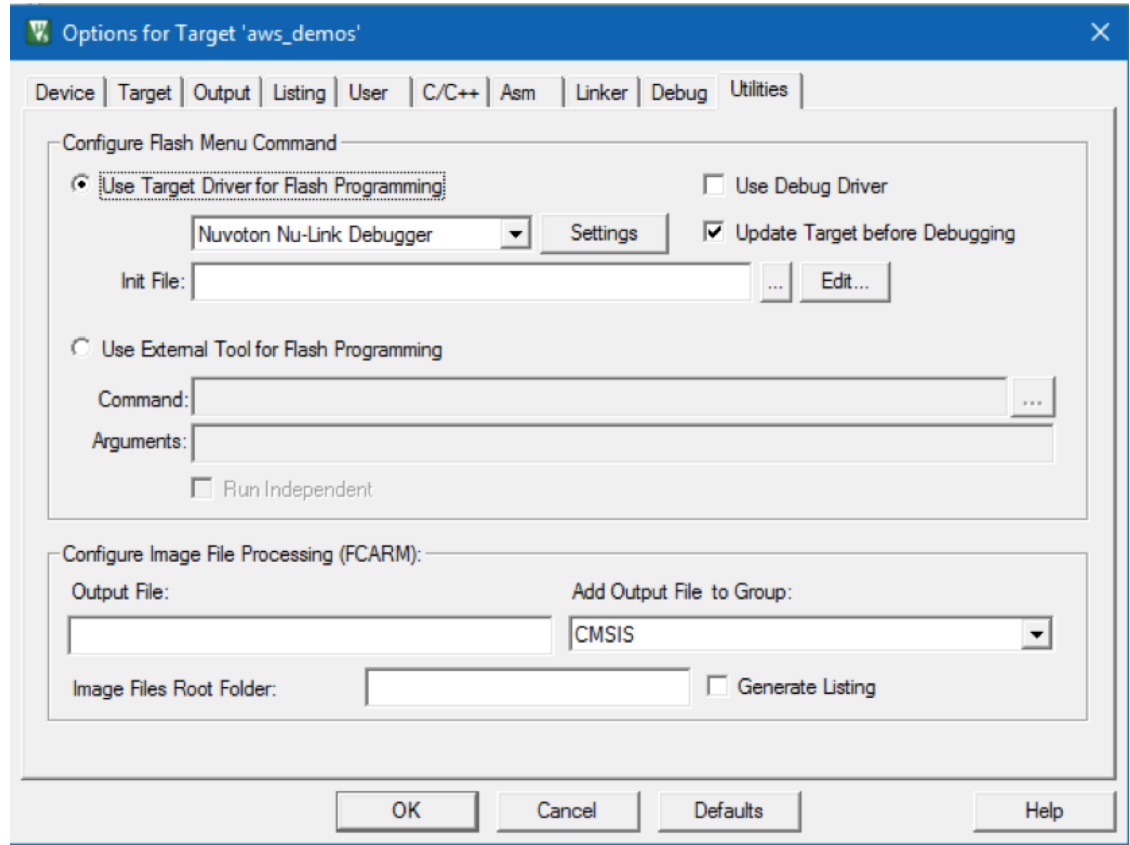 Options for Target 'aws_demos'
Device Target Output Listing User C/C++ Asm Linker Debug Utilities
Configure Flash Menu Command
Use Target Driver for Flash Programming Use Debug Driver
Nuvoton Nu-Link Debugger Settings Update Target before Debugging
Init File: ... Edit...
Use External Tool for Flash Programming
Command: ...
Arguments:
Run Independent
Configure Image File Processing (FCARM):
Output File: Add Output File to Group:
CMSIS
Image Files Root Folder: Generate Listing
OK Cancel Defaults Help